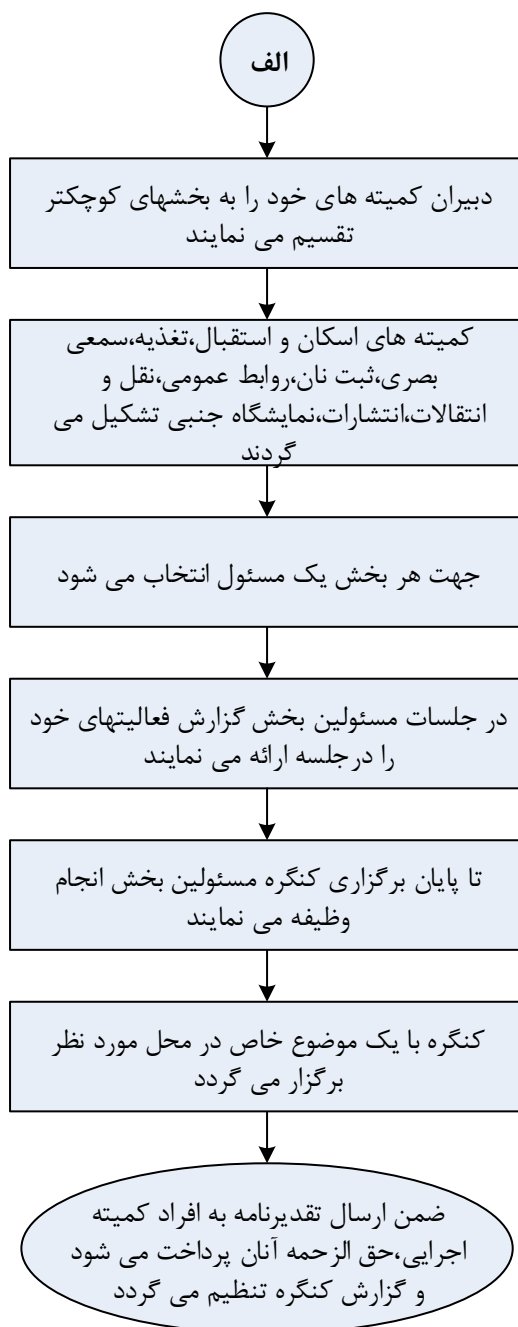 الف
دبیران کمیته های خود را به بخشهای کوچکتر
تقسیم می نمایند
کمیته های اسکان و استقبال،تغذیه،سمعی
بصری،ثبت نان،روابط عمومی،نقل و
انتقالات،انتشارات،نمایشگاه جنبی تشکیل می
گردند
جهت هر بخش یک مسئول انتخاب می شود
در جلسات مسئولین بخش گزارش فعالیتهای خود
را درجلسه ارائه می نمایند
تا پایان برگزاری کنگره مسئولین بخش انجام
وظیفه می نمایند
کنگره با یک موضوع خاص در محل مورد نظر
برگزار می گردد
ضمن ارسال تقدیرنامه به افراد کمیته
اجرایی،حق الزحمه آنان پرداخت می شود
و گزارش کنگره تنظیم می گردد